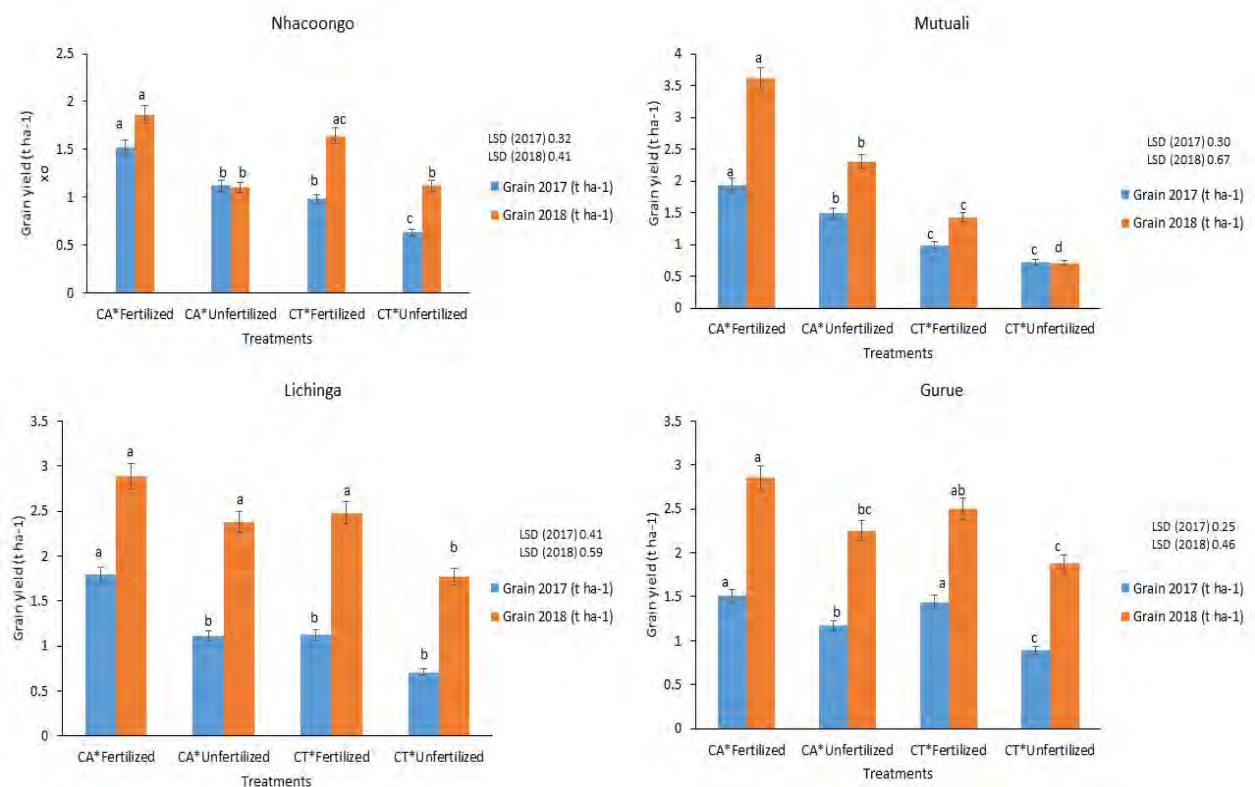 Nhacoongo
Grain yield (t ha-1)
x o
2.5
2
1.5
1
0.5
0
a
a
b
b
b
ac
c
b
CA*Fertilized
CA*Unfertilized
CT*Fertilized
CT*Unfertilized
Treatments
LSD (2017) 0.32
LSD (2018) 0.41
Grain 2017 (t ha-1)
Grain 2018 (t ha-1)
Mutuali
Grain yield (t ha-1)
4
3.5
3
2.5
2
1.5
1
0.5
0
a
a
b
b
c
c
c
d
CA*Fertilized
CA*Unfertilized
CT*Fertilized
CT*Unfertilized
Treatments
LSD (2017) 0.30
LSD (2018) 0.67
Grain 2017 (t ha-1)
Grain 2018 (t ha-1)
Lichinga
Grain yield (t ha-1)
3.5
3
2.5
2
1.5
1
0.5
0
a
a
b
a
b
a
b
b
CA*Fertilized
CA*Unfertilized
CT*Fertilized
CT*Unfertilized
Treatments
LSD (2017) 0.41
LSD (2018) 0.59
Grain 2017 (t ha-1)
Grain 2018 (t ha-1)
Gurue
Grain yield (t ha-1)
3.5
3
2.5
2
1.5
1
0.5
0
a
a
b
bc
a
ab
c
c
CA*Fertilized
CA*Unfertilized
CT*Fertilized
CT*Unfertilized
Treatments
LSD (2017) 0.25
LSD (2018) 0.46
Grain 2017 (t ha-1)
Grain 2018 (t ha-1)